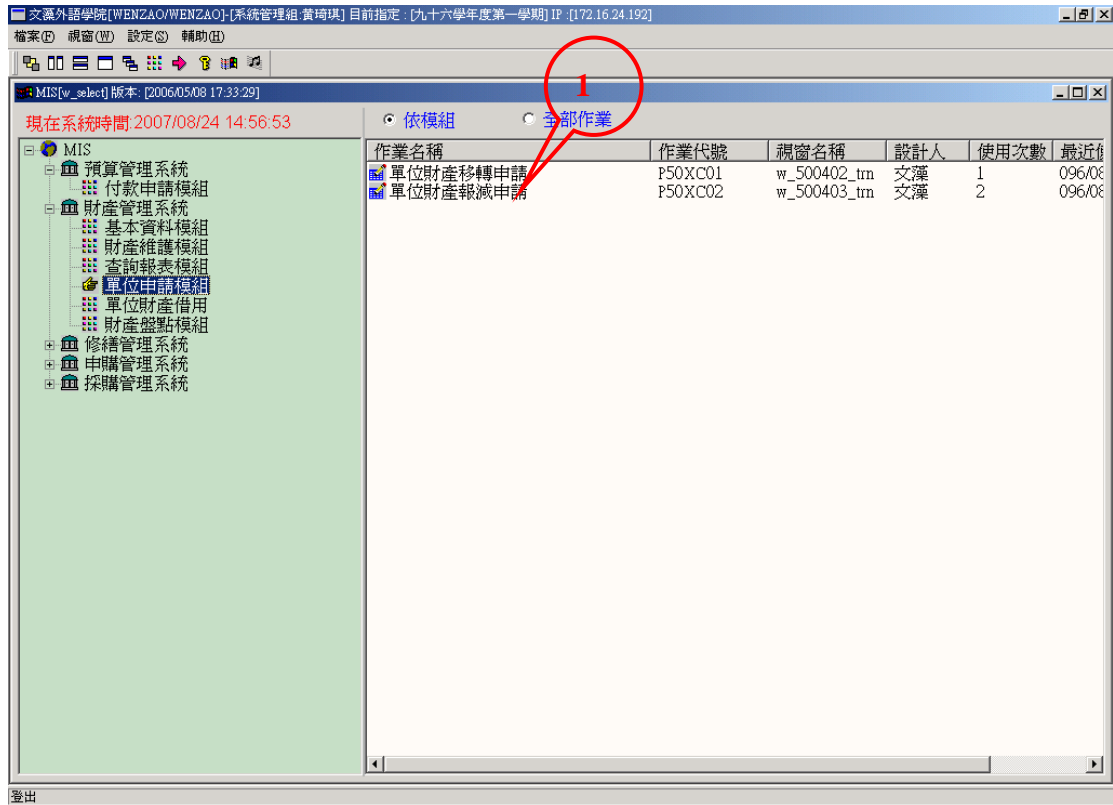 文藻外語學院[WENZAO/WENZAO]-[系統管理組:黃琦琪] 目前指定 : [九十六學年度第一學期] IP :[172.16.24.192]
檔案(F) 視窗(W) 設定(S) 輔助(H)
MIS[w_select] 版本: [2006/05/08 17:33:29]
1
現在系統時間:2007/08/24 14:56:53
依模組 全部作業
MIS
預算管理系統
付款申請模組
財產管理系統
基本資料模組
財產維護模組
查詢報表模組
單位申請模組
單位財產借用
財產盤點模組
修繕管理系統
申購管理系統
採購管理系統
作業名稱 作業代號 視窗名稱 設計人 使用次數 最近使
單位財產移轉申請 P50XC01 w_500402_trn 文藻 1 096/08
單位財產報減申請 P50XC02 w_500403_trn 文藻 2 096/08
登出